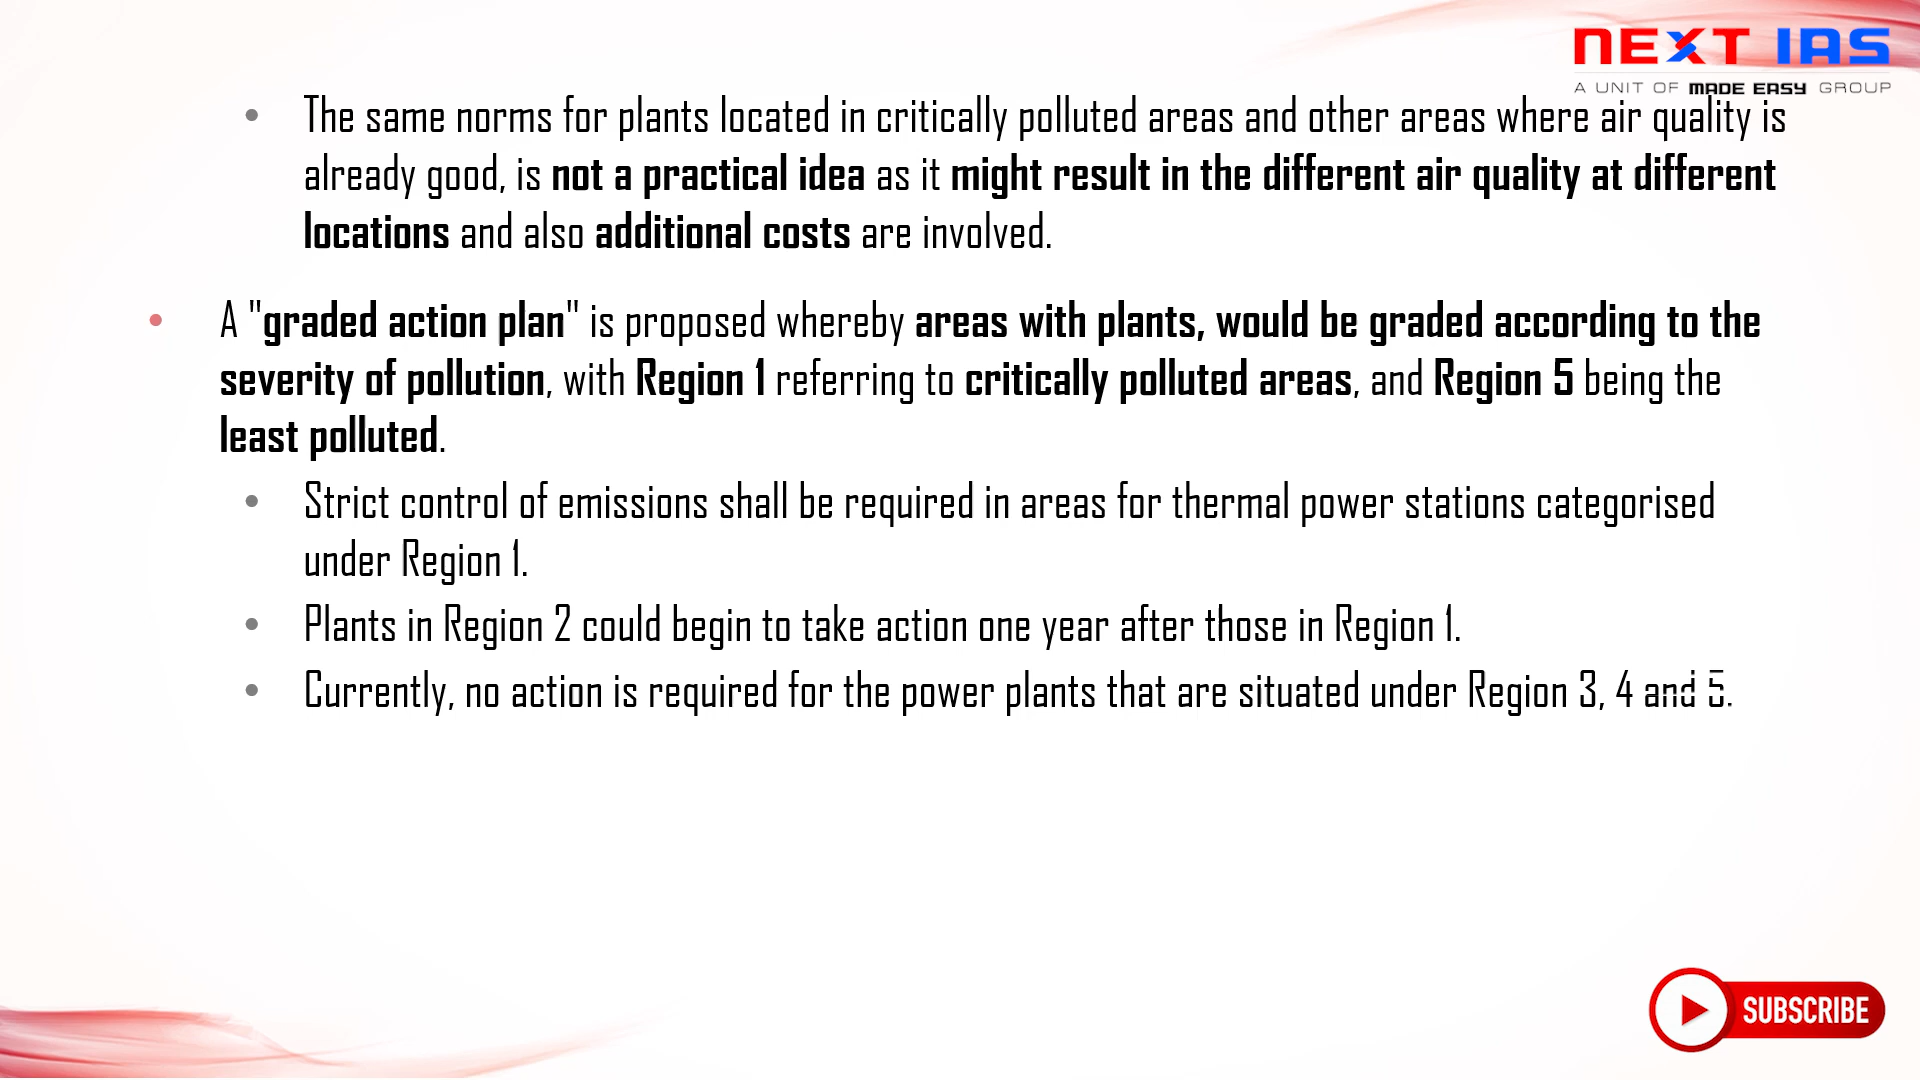 NEXT IAS
A UNIT OF MADE EASY GROUP
• The same norms for plants located in critically polluted areas and other areas where air quality is
already good, is not a practical idea as it might result in the different air quality at different
locations and also additional costs are involved.
• A "graded action plan" is proposed whereby areas with plants, would be graded according to the
severity of pollution, with Region 1 referring to critically polluted areas, and Region 5 being the
least polluted.
• Strict control of emissions shall be required in areas for thermal power stations categorised
under Region 1.
• Plants in Region 2 could begin to take action one year after those in Region 1.
• Currently, no action is required for the power plants that are situated under Region 3, 4 and 5.
SUBSCRIBE